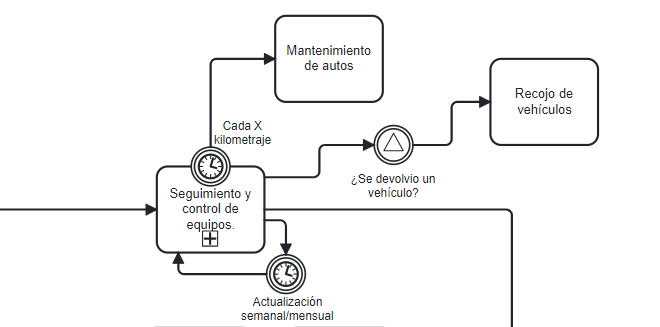 Mantenimiento
de autos
Recojo de
vehículos
Cada X
kilometraje
¿Se devolvio un
vehículo?
Seguimiento y
control de
equipos.
Actualización
semanal/mensual